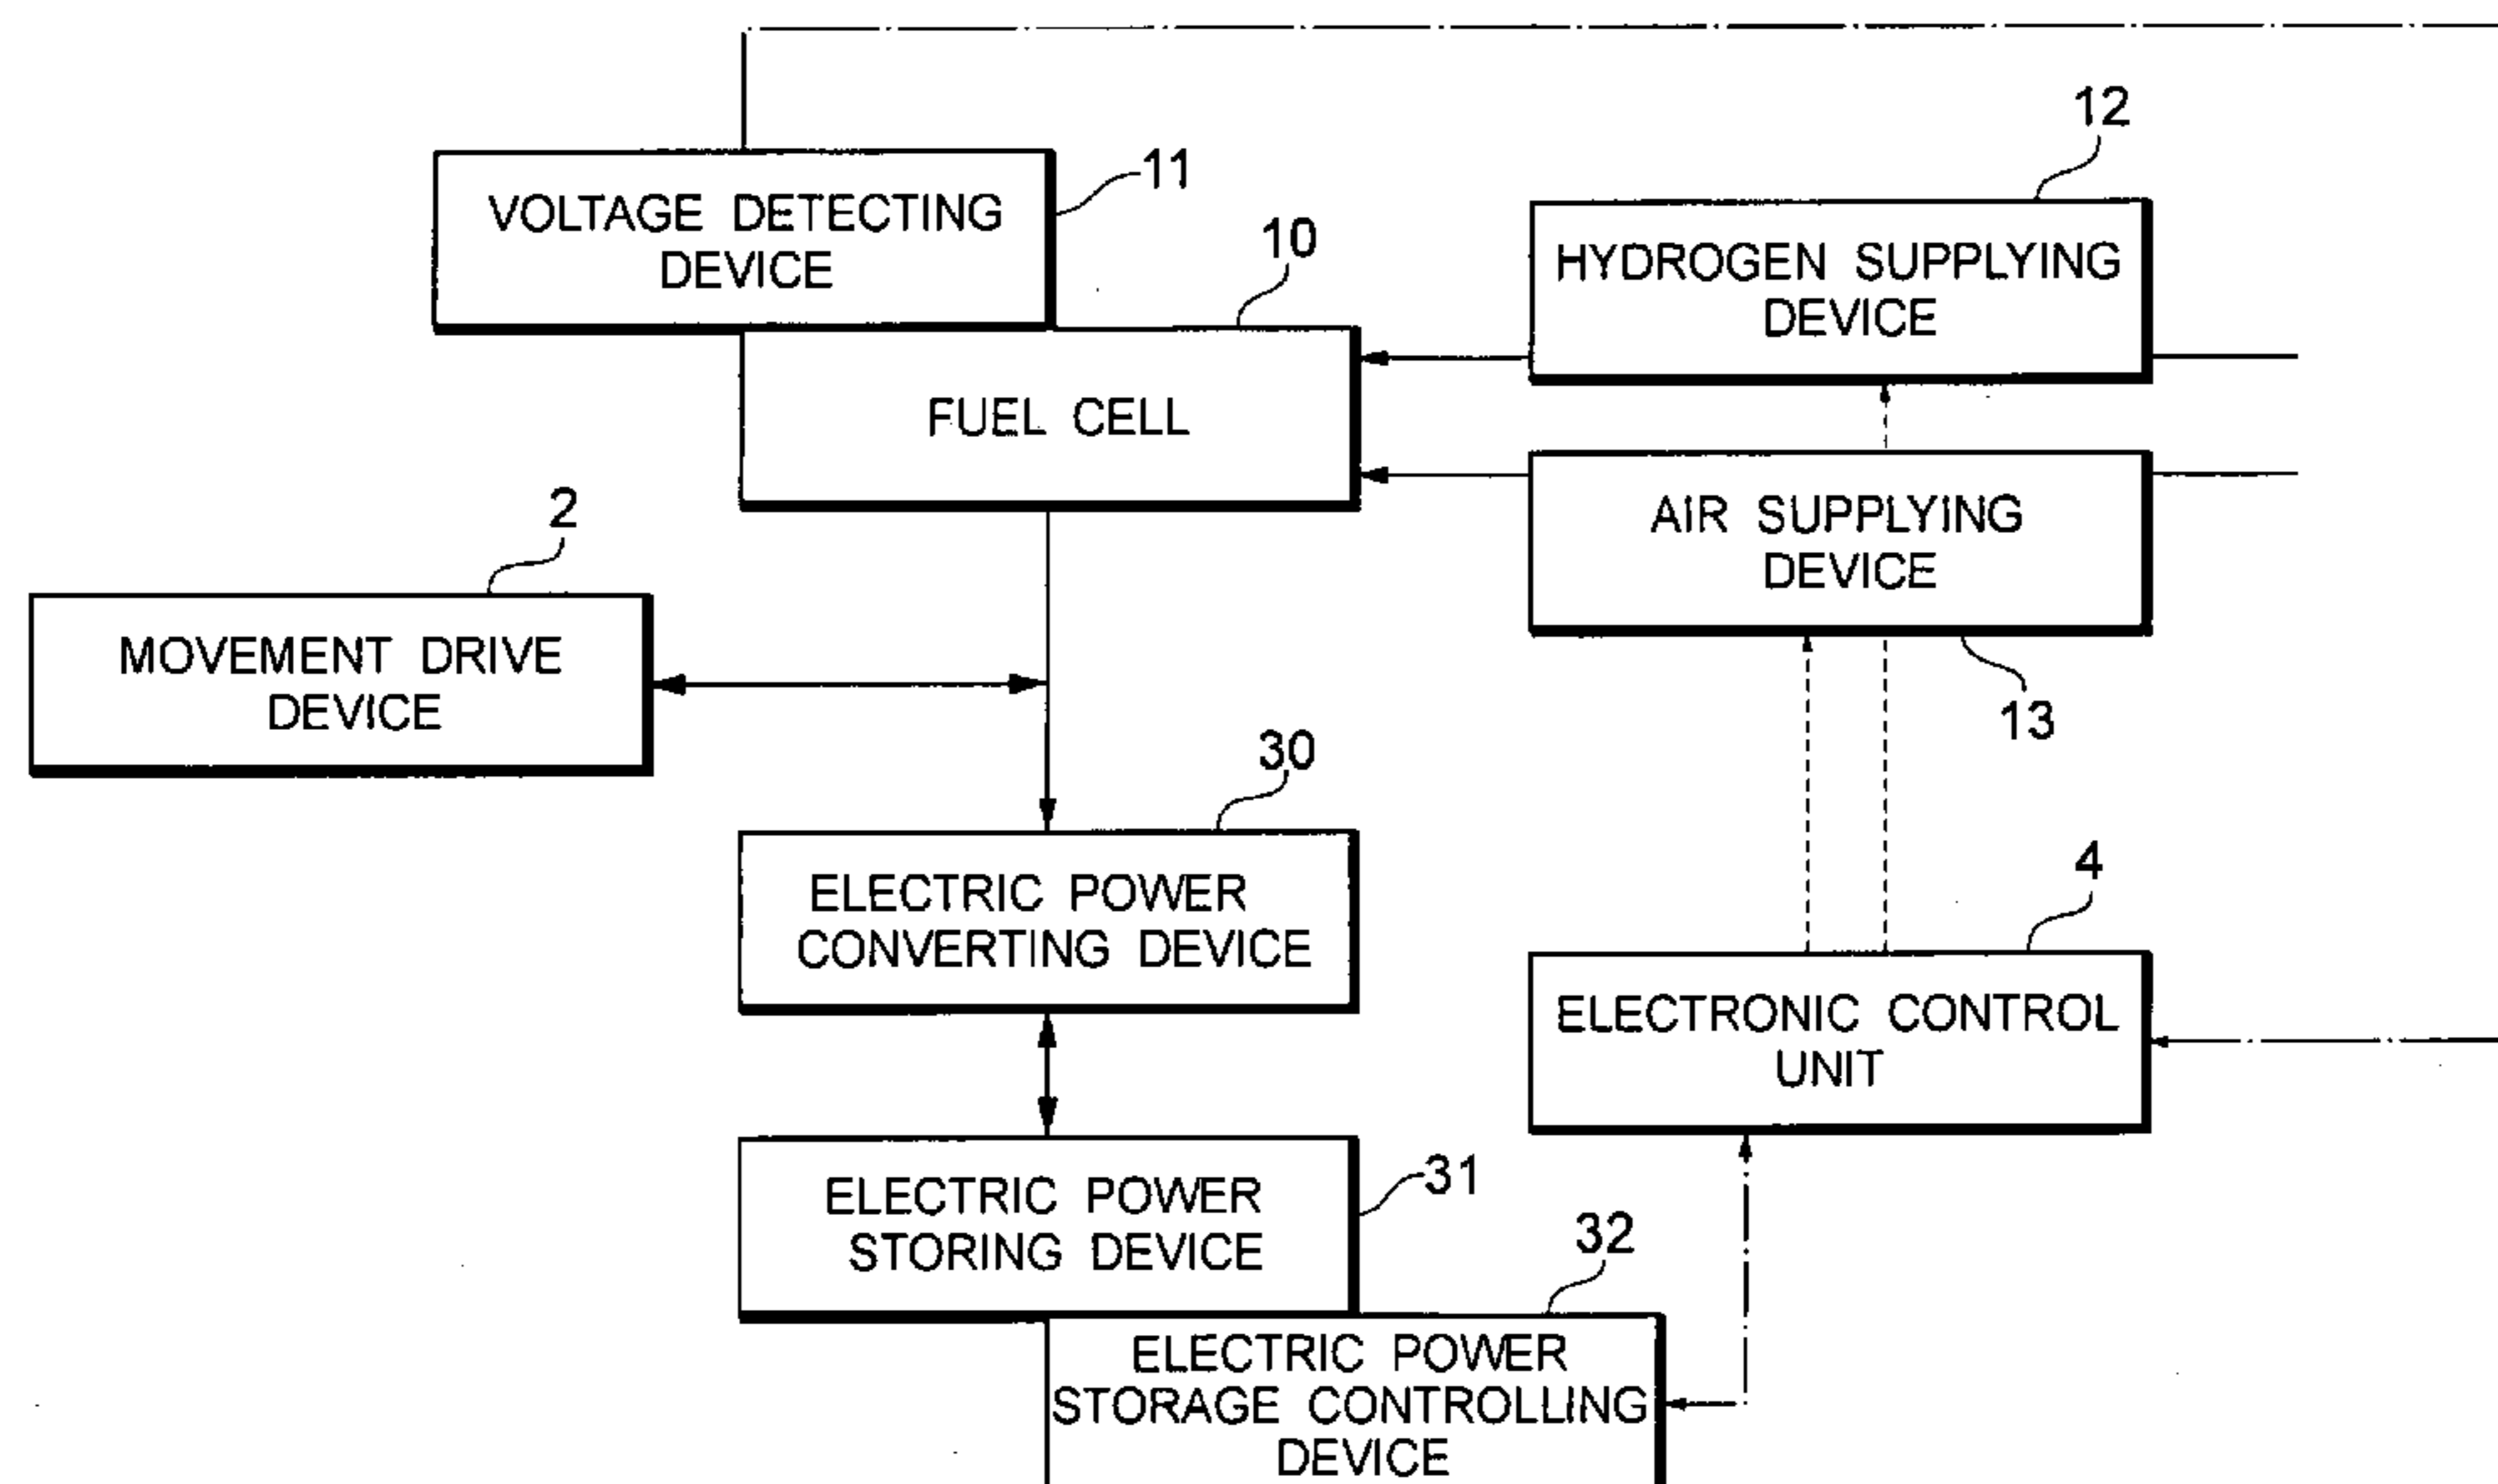 12
11
VOLTAGE DETECTING
DEVICE
10
HYDROGEN SUPPLYING
DEVICE
FUEL CELL
2
AIR SUPPLYING
DEVICE
MOVEMENT DRIVE
DEVICE
13
30
4
ELECTRIC POWER
CONVERTING DEVICE
ELECTRONIC CONTROL
UNIT
31
ELECTRIC POWER
STORING DEVICE
32
ELECTRIC POWER
STORAGE CONTROLLING
DEVICE